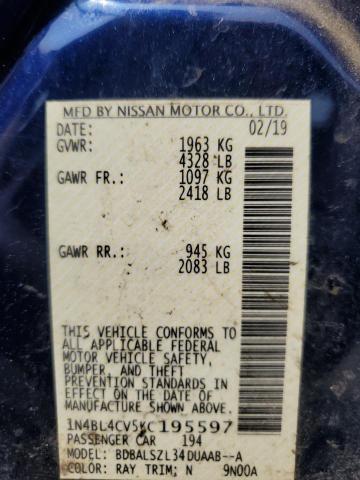 MFD BY NISSAN MOTOR CO., LTD.
DATE: 02/19
GVWR: 1963 KG
4328 LB
GAWR FR.: 1097 KG
2418 LB
GAWR RR.: 945 KG
2083 LB
THIS VEHICLE CONFORMS TO
ALL APPLICABLE FEDERAL
MOTOR VEHICLE SAFETY,
BUMPER, AND THEFT
PREVENTION STANDARDS
IN EFFECT ON THE DATE OF
MANUFACTURE SHOWN ABOVE.
1N4BL4CV5KC195597
PASSENGER CAR 194
MODEL: BDBALSZL34DUAAB--A
COLOR: RAY TRIM: N 9N00A